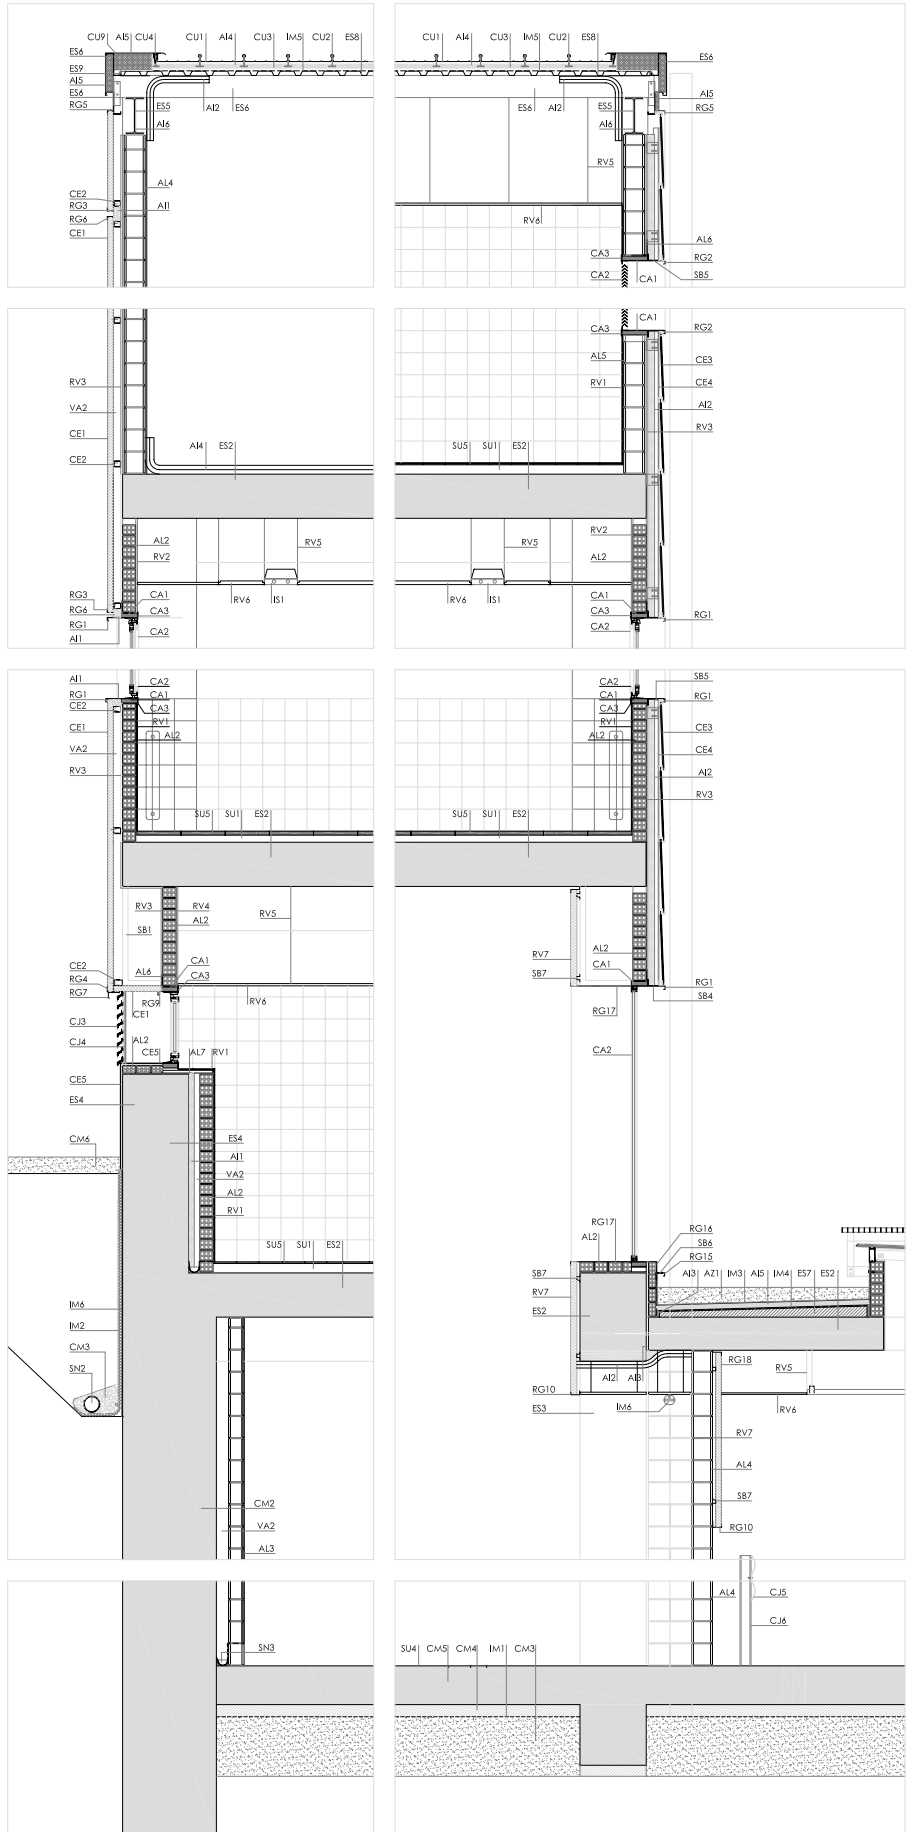 CU9 AI5 CU4 CU1 AI4 CU3 IM5 CU2 ES8
ES6
ES9
AI5
ES6
RG5
ES5
AI6
AI2
ES6
AL4
CE2
RG3
AI1
RG6
CE1
CU1 AI4 CU3 IM5 CU2 ES8
ES6
AI5
RG5
ES6
AI2
ES5
AI6
RV5
RV6
AL6
CA3
RG2
CA2
CA1
SB5
RV3
VA2
CE1
CE2
AI4 ES2
AL2
RV2
RV5
RG3
RG6
RG1
AI1
CA1
CA3
CA2
RV6
IS1
CA1
CA3
RG2
AL5
CE3
RV1
CE4
AI2
RV3
SU5 SU1 ES2
RV2
RV5
AL2
RV6
IS1
CA1
CA3
CA2
RG1
AI1
RG1
CE2
CE1
VA2
RV3
CA2
CA1
CA3
RV1
AL2
SU5 SU1 ES2
RV3
RV4
AL2
RV5
SB1
CE2
RG4
RG7
AL6
CA1
CA3
RG9
CE1
RV6
CJ3
CJ4
AL2
CE5
AL7
RV1
CE5
ES4
CM6
ES4
AI1
VA2
AL2
RV1
SU5 SU1 ES2
IM6
IM2
CM3
SN2
CM2
VA2
AL3
CA2
CA1
CA3
RV1
AL2
SB5
RG1
CE3
CE4
AI2
RV3
SU5 SU1 ES2
RV7
SB7
AL2
CA1
RG1
SB4
RG17
CA2
RG17
AL2
RG16
SB6
RG15
SB7
RV7
ES2
AI3 AZ1 IM3 AI5 IM4 ES7 ES2
RG10
ES3
AI2
AI3
IM6
RG18
RV5
RV6
RV7
AL4
SB7
RG10
SN3
AL4
CJ5
CJ6
SU4 CM5 CM4 IM1 CM3